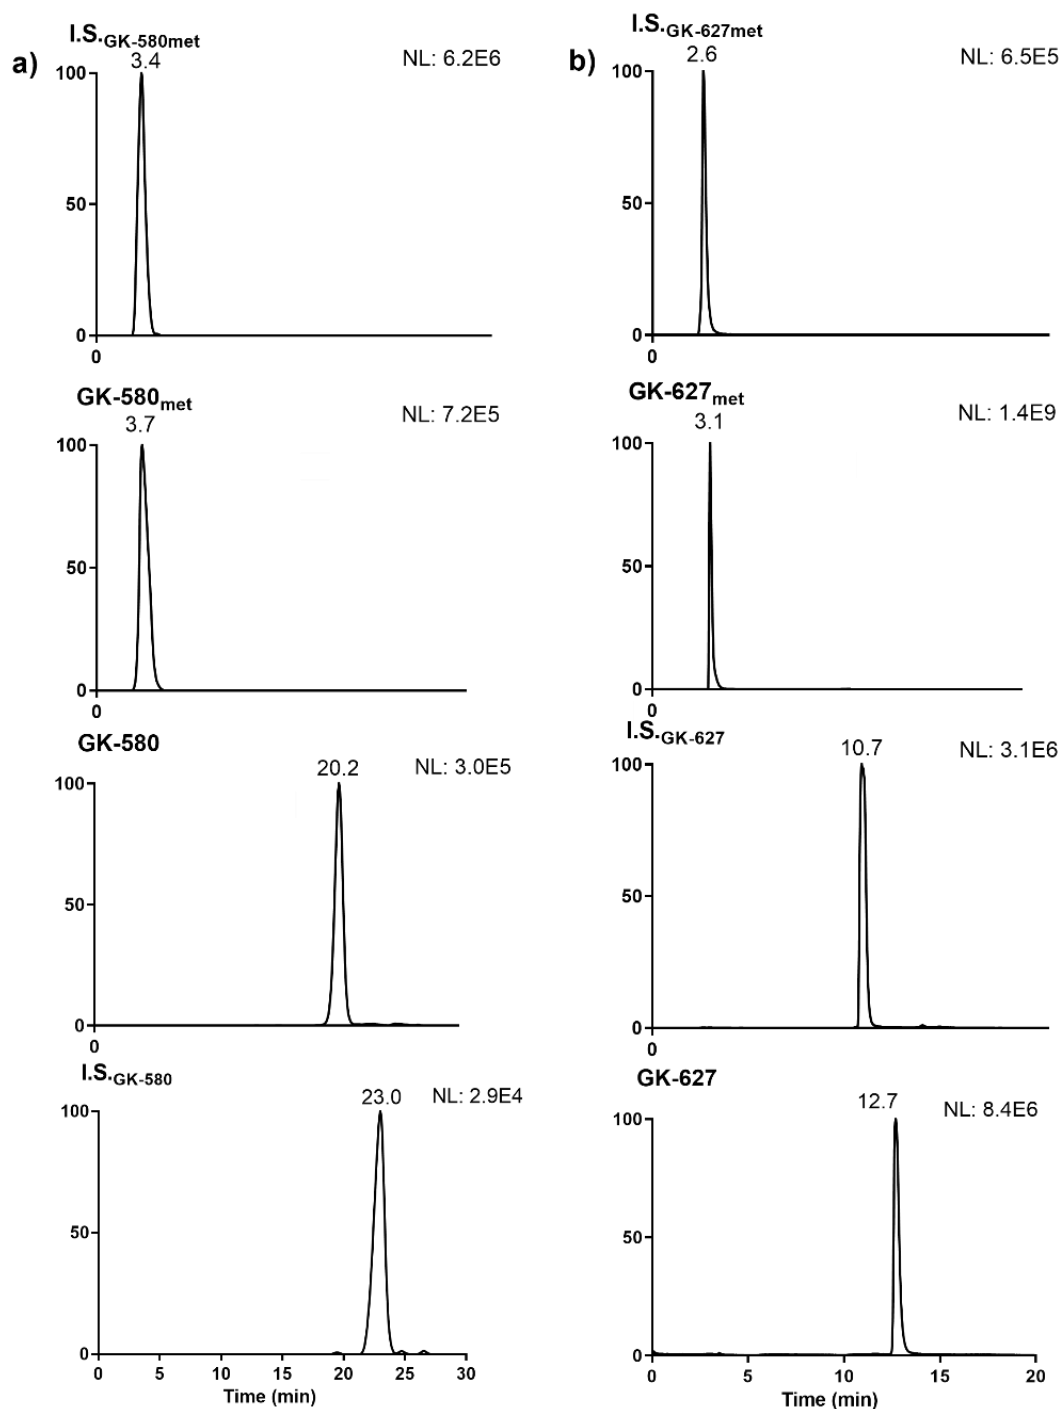 a)
I.S.GK-580met
3.4
NL: 6.2E6
100
50
0
0
GK-580met
3.7
NL: 7.2E5
100
50
0
0
GK-580
20.2
NL: 3.0E5
100
50
0
0
I.S.GK-580
23.0
NL: 2.9E4
100
50
0
0 5 10 15 20 25 30
Time (min)
b)
I.S.GK-627met
2.6
NL: 6.5E5
100
50
0
0
GK-627met
3.1
NL: 1.4E9
100
50
0
0
I.S.GK-627
10.7
NL: 3.1E6
100
50
0
0
GK-627
12.7
NL: 8.4E6
100
50
0
0 5 10 15 20
Time (min)